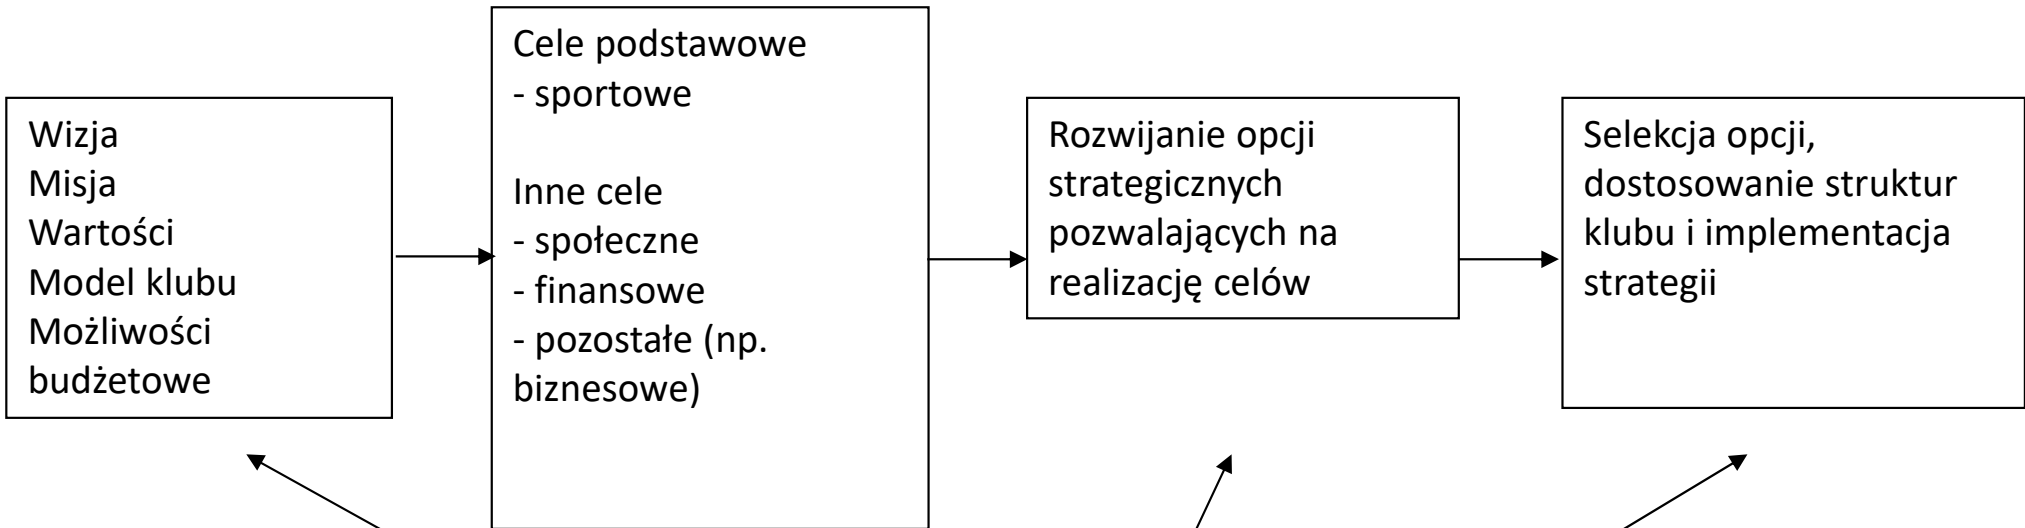 Wizja
Misja
Wartości
Model klubu
Możliwości
budżetowe
Cele podstawowe
- sportowe
Inne cele
- społeczne
- finansowe
- pozostałe (np.
biznesowe)
Rozwijanie opcji
strategicznych
pozwalających na
realizację celów
Selekcja opcji,
dostosowanie struktur
klubu i implementacja
strategii